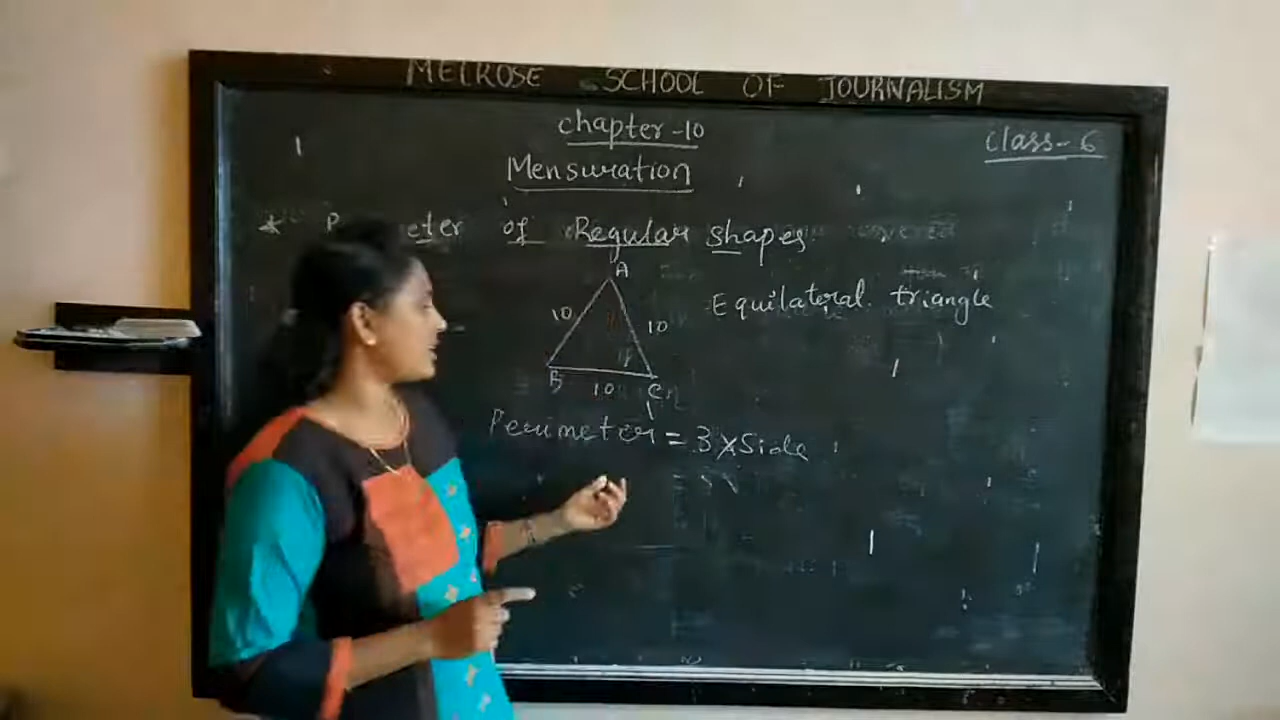 MELROSE SCHOOL OF JOURNALISM
chapter-10
Class-6
Mensuration
* Perimeter of Regular shapes
A
Equilateral triangle
10 10
B 10 C
Perimeter = 3 x Side